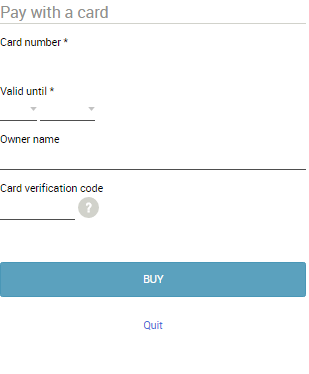 Pay with a card
Card number *
Valid until *
Owner name
Card verification code
?
BUY
Quit